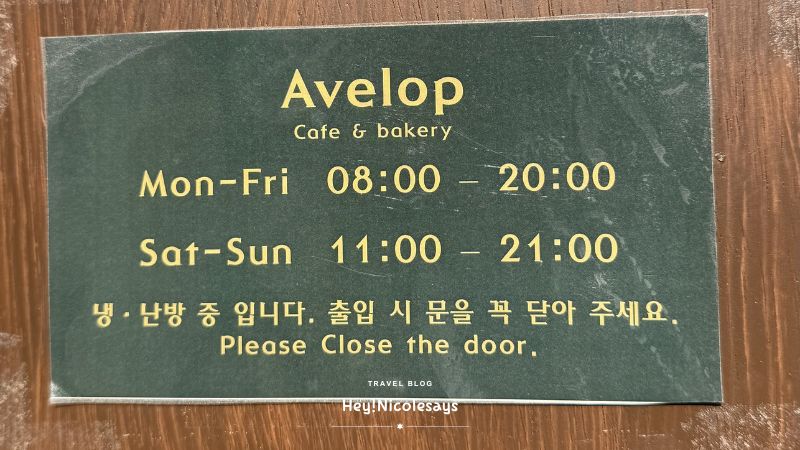 Avelop
Cafe & bakery
Mon-Fri 08:00 – 20:00
Sat-Sun 11:00 – 21:00
냉·난방 중 입니다. 출입 시 문을 꼭 닫아 주세요.
Please Close the door.
TRAVEL BLOG
Hey!Nicolesays